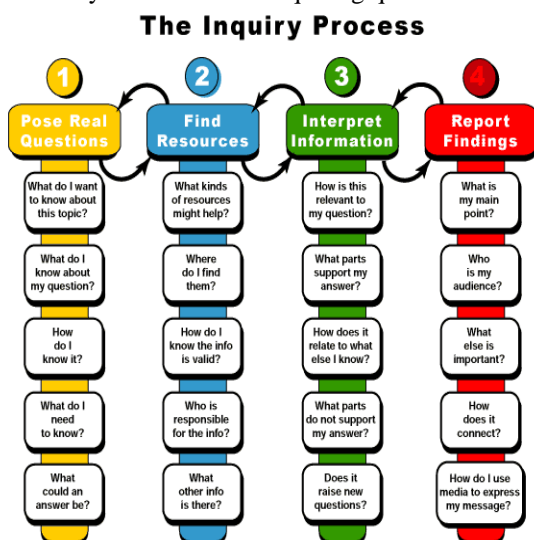 The Inquiry Process
1
2
3
4
Pose Real
Questions
Find
Resources
Interpret
Information
Report
Findings
What do I want
to know about
this topic?
What do I
know about
my question?
How
do I
know it?
What do I
need
to know?
What
could an
answer be?
What kinds
of resources
might help?
Where
do I find
them?
How do I
know the info
is valid?
Who is
responsible
for the info?
What
other info
is there?
How is this
relevant to
my question?
What parts
support my
answer?
How does it
relate to what
else I know?
What parts
do not support
my answer?
Does it
raise new
questions?
What is
my main
point?
Who
is my
audience?
What
else is
important?
How
does it
connect?
How do I use
media to express
my message?